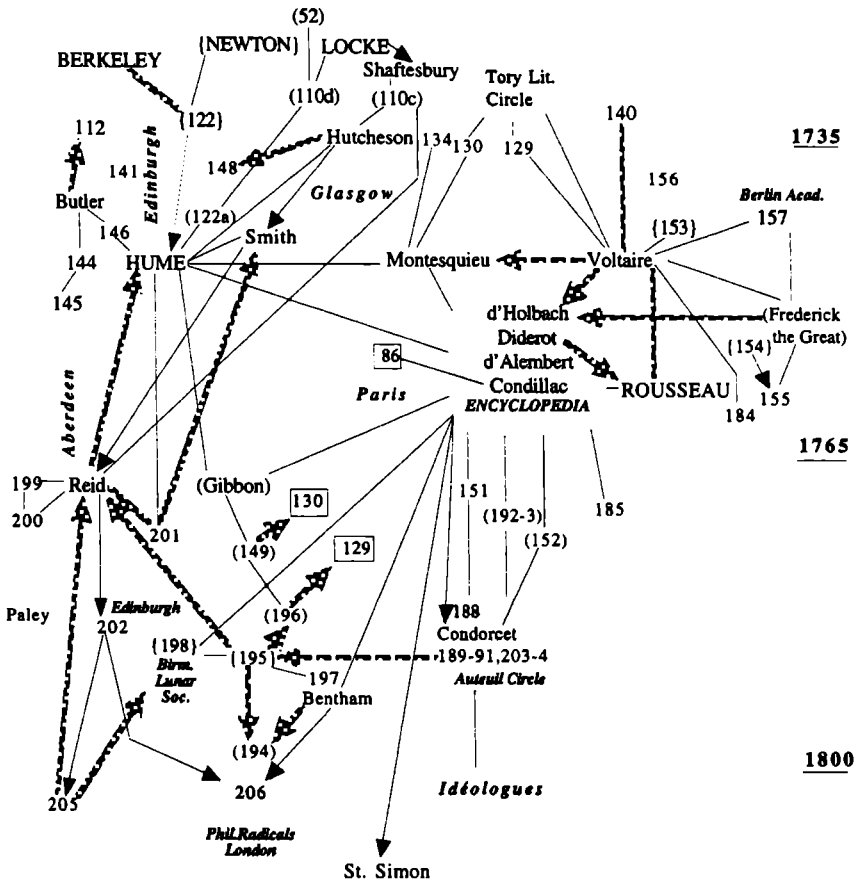 (52)
{NEWTON} LOCKE
BERKELEY
Shaftesbury
Tory Lit.
Circle
(110d) (110c)
{122}
112
140
Hutcheson
134 130 129
1735
141
Edinburgh
148
156
Glasgow
Berlin Acad.
157
Butler
(122a)
{153}
146
Smith
144
HUME
Montesquieu
Voltaire
145
d'Holbach
(Frederick
the Great)
Diderot
{154}
86
d'Alembert
Condillac
ROUSSEAU
155
Paris
ENCYCLOPEDIA
184
Aberdeen
1765
199
Reid
(Gibbon)
130
151
200
201
(192-3)
185
(149)
129
(152)
Paley
Edinburgh
202
(196)
188
Condorcet
{198}
{195}
189-91,203-4
Birm.
Lunar
Soc.
197
Auteuil Circle
Bentham
(194)
1800
205
206
Idéologues
Phil.Radicals
London
St. Simon